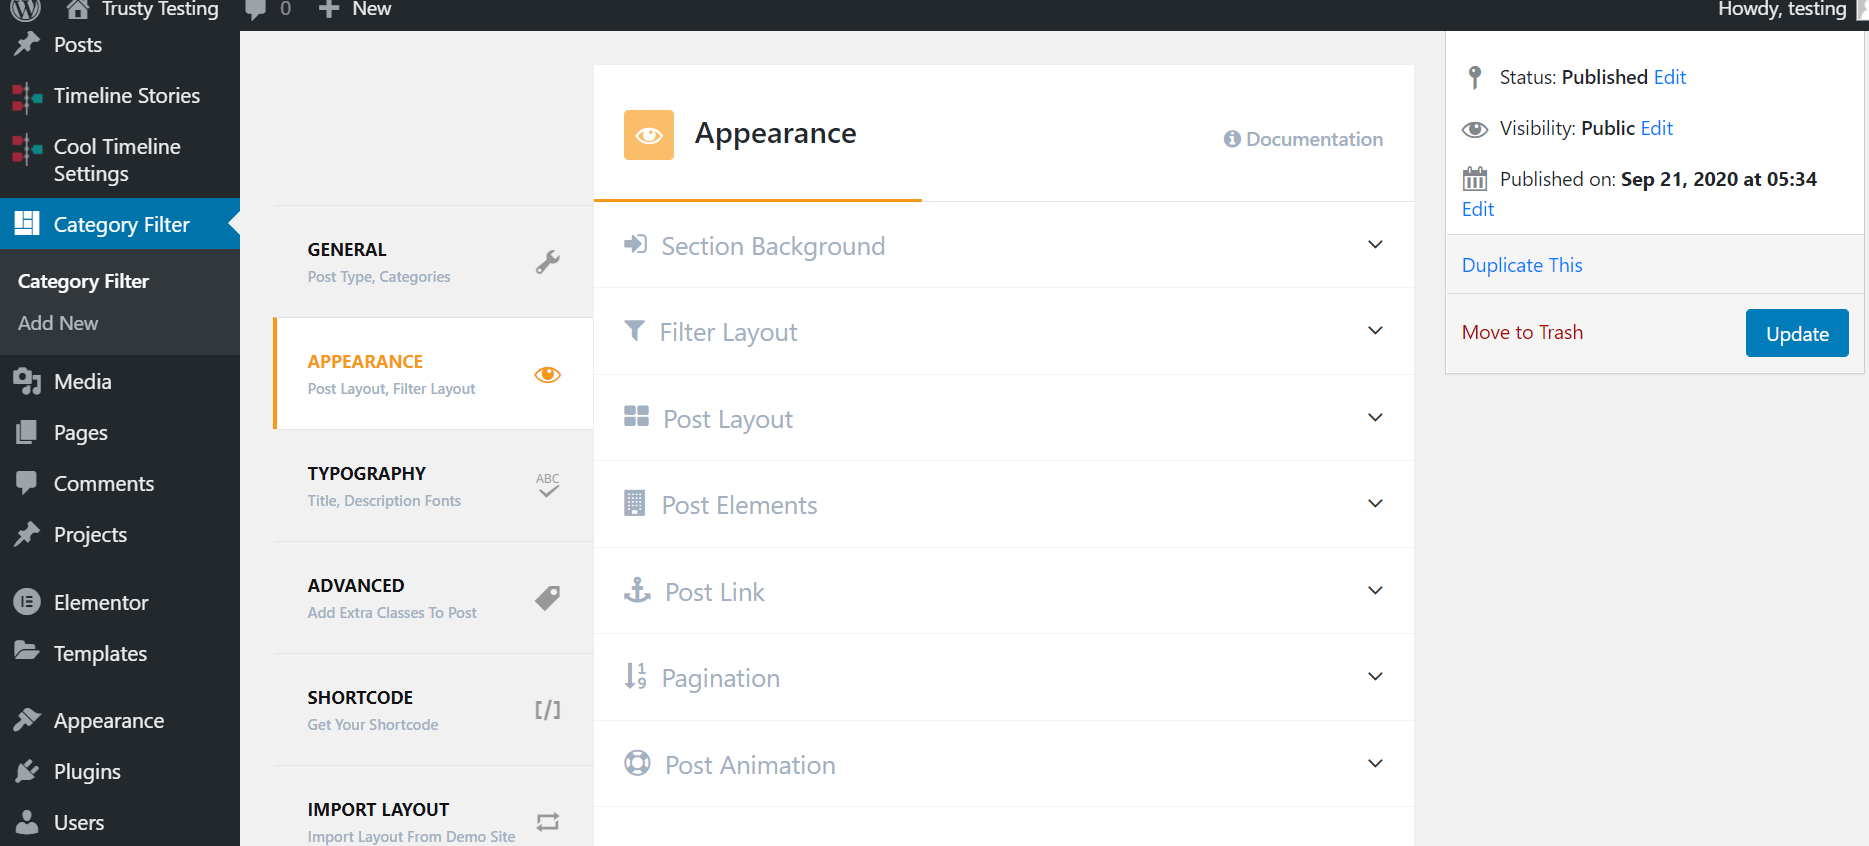 Trusty Testing
0
New
Howdy, testing
Posts
Timeline Stories
Cool Timeline
Settings
Category Filter
Category Filter
Add New
Media
Pages
Comments
Projects
Elementor
Templates
Appearance
Plugins
Users
GENERAL
Post Type, Categories
APPEARANCE
Post Layout, Filter Layout
TYPOGRAPHY
Title, Description Fonts
ABC
ADVANCED
Add Extra Classes To Post
SHORTCODE
Get Your Shortcode
[/]
IMPORT LAYOUT
Import Layout From Demo Site
Appearance
Documentation
Section Background
Filter Layout
Post Layout
Post Elements
Post Link
1
9
Pagination
Post Animation
Status: Published Edit
Visibility: Public Edit
Published on: Sep 21, 2020 at 05:34
Edit
Duplicate This
Move to Trash
Update